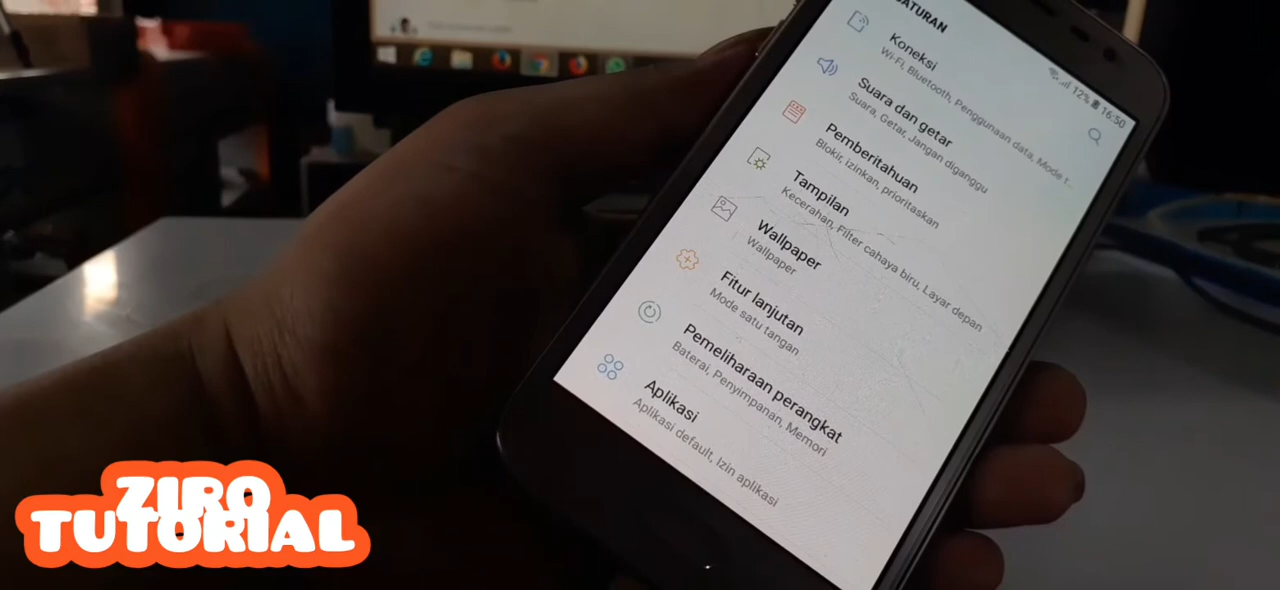 ATURAN
12% 16:50
Koneksi
Wi-Fi, Bluetooth, Penggunaan data, Mode t...
Suara dan getar
Suara, Getar, Jangan diganggu
Pemberitahuan
Blokir, izinkan, prioritaskan
Tampilan
Kecerahan, Filter cahaya biru, Layar depan
Wallpaper
Wallpaper
Fitur lanjutan
Mode satu tangan
Pemeliharaan perangkat
Baterai, Penyimpanan, Memori
Aplikasi
Aplikasi default, Izin aplikasi
ZIRO
TUTORIAL